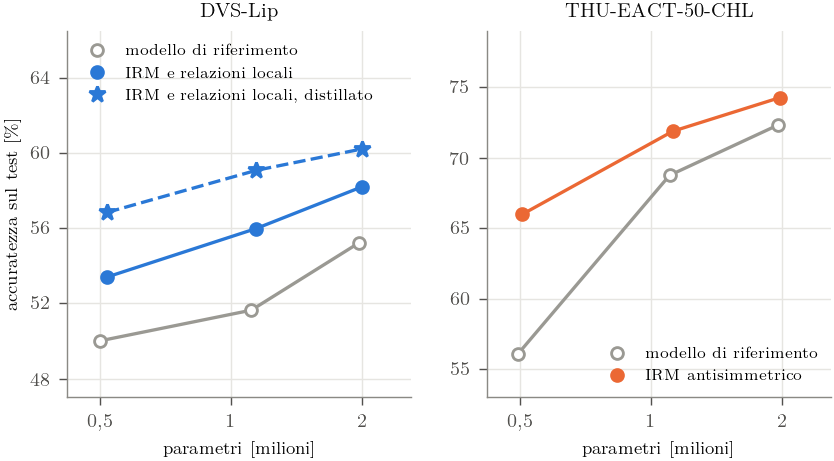 DVS-Lip
modello di riferimento
IRM e relazioni locali
IRM e relazioni locali, distillato
accuratezza sul test [%]
64
60
56
52
48
0,5
1
2
parametri [milioni]
THU-EACT-50-CHL
75
70
65
60
55
modello di riferimento
IRM antisimmetrico
0,5
1
2
parametri [milioni]